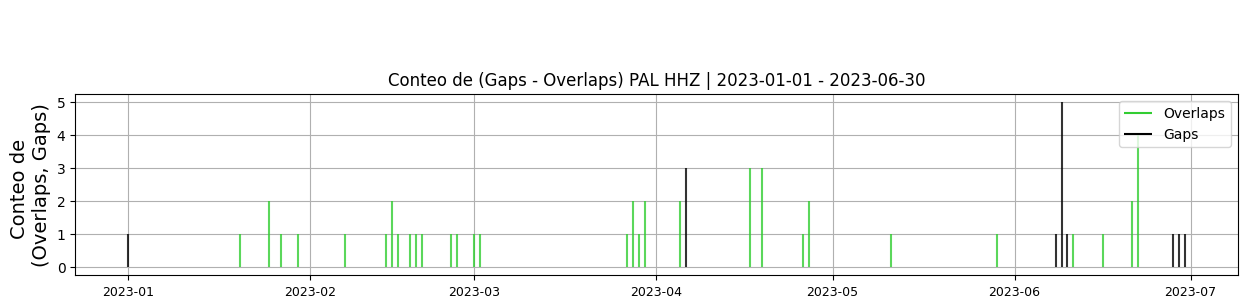 Conteo de (Gaps - Overlaps) PAL HHZ | 2023-01-01 - 2023-06-30
Conteo de
(Overlaps, Gaps)
5
4
3
2
1
0
Overlaps
Gaps
2023-01
2023-02
2023-03
2023-04
2023-05
2023-06
2023-07